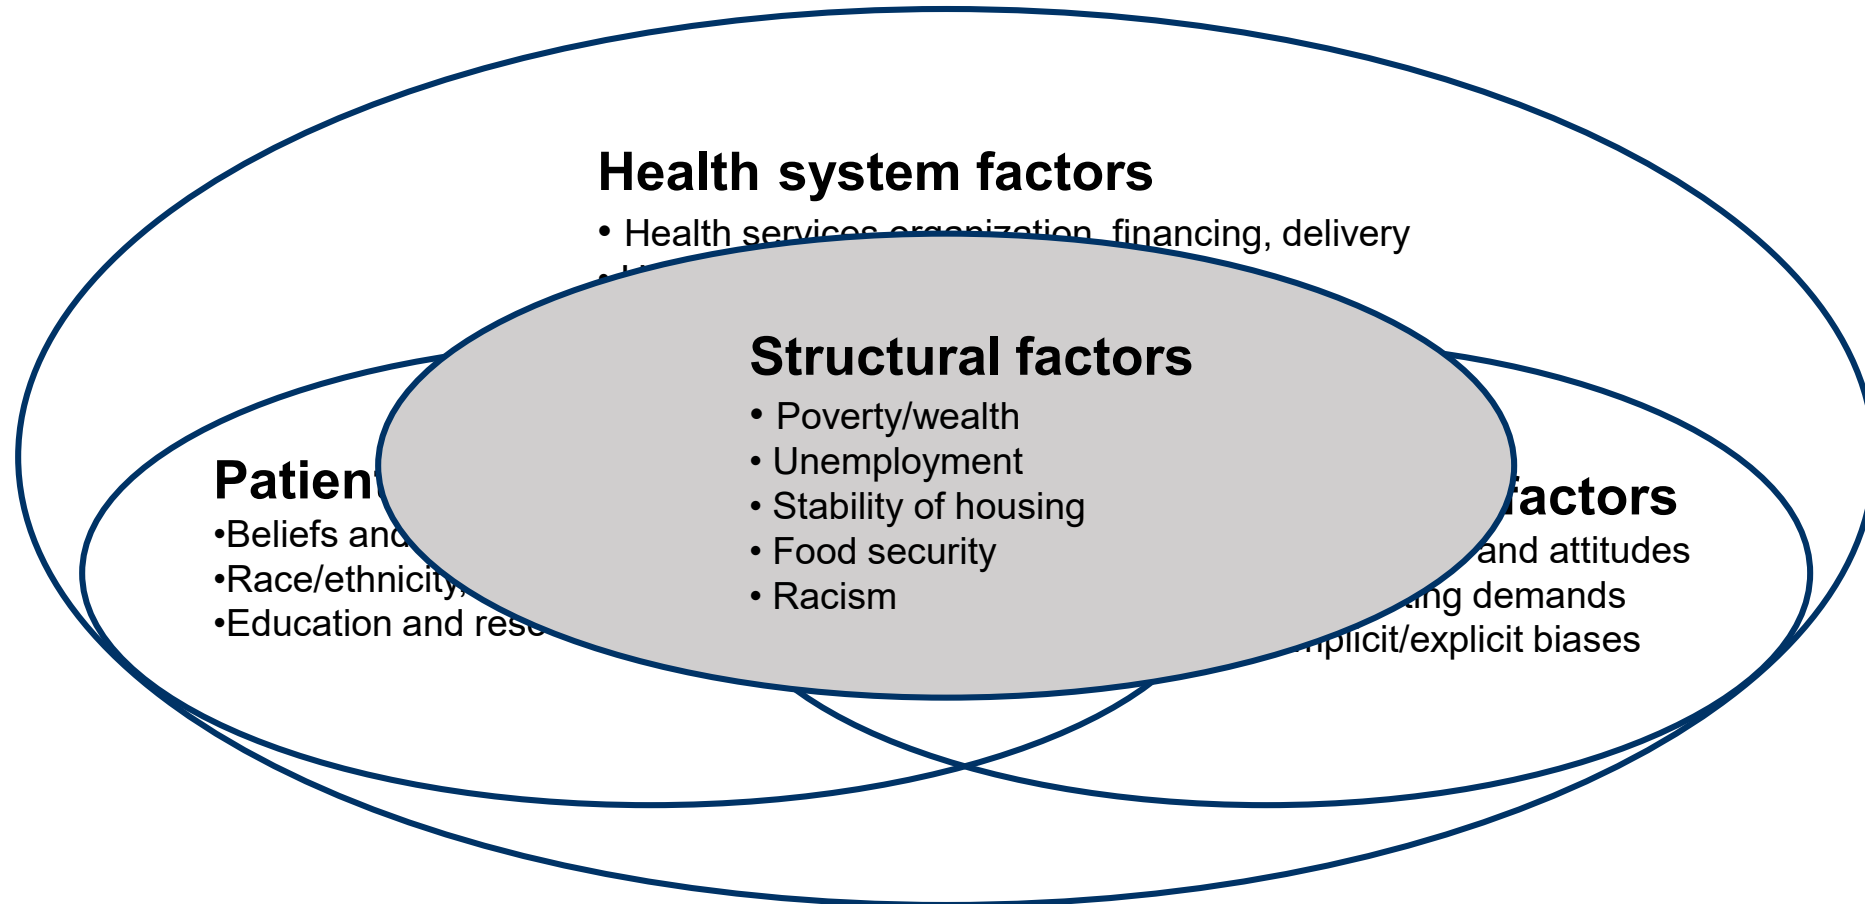 Health system factors
• Health services organization, financing, delivery
•
Structural factors
• Poverty/wealth
• Unemployment
• Stability of housing
• Food security
• Racism
Patient
•Beliefs and
•Race/ethnicity,
•Education and
factors
and attitudes
demands
biases